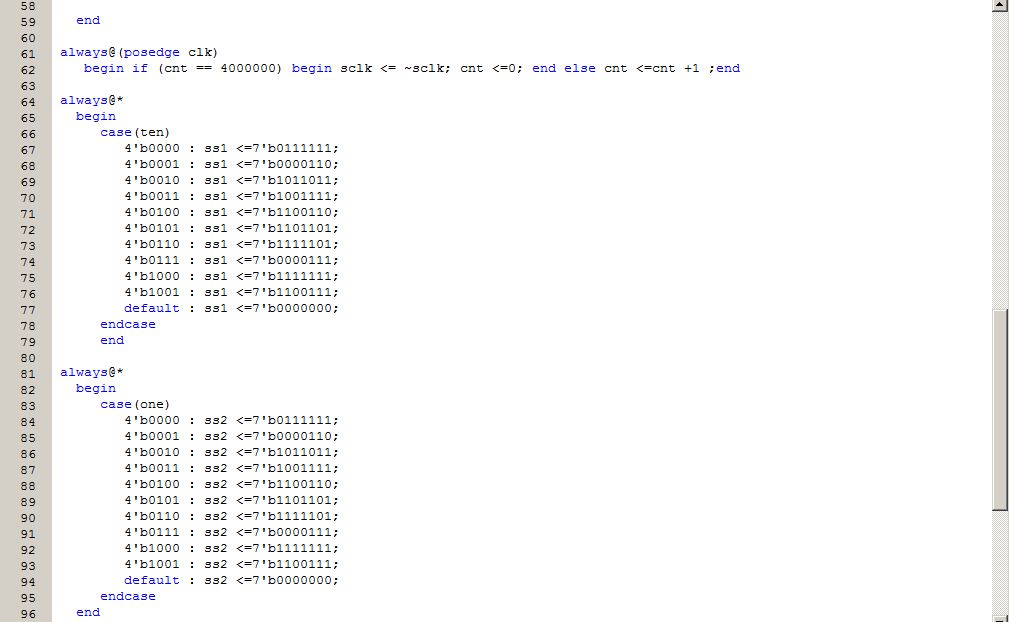 58
59 end
60
61 always@(posedge clk)
62 begin if (cnt == 4000000) begin sclk <= ~sclk; cnt <=0; end else cnt <=cnt +1 ;end
63
64 always@*
65 begin
66 case(ten)
67 4'b0000 : ss1 <=7'b0111111;
68 4'b0001 : ss1 <=7'b0000110;
69 4'b0010 : ss1 <=7'b1011011;
70 4'b0011 : ss1 <=7'b1001111;
71 4'b0100 : ss1 <=7'b1100110;
72 4'b0101 : ss1 <=7'b1101101;
73 4'b0110 : ss1 <=7'b1111101;
74 4'b0111 : ss1 <=7'b0000111;
75 4'b1000 : ss1 <=7'b1111111;
76 4'b1001 : ss1 <=7'b1100111;
77 default : ss1 <=7'b0000000;
78 endcase
79 end
80
81 always@*
82 begin
83 case(one)
84 4'b0000 : ss2 <=7'b0111111;
85 4'b0001 : ss2 <=7'b0000110;
86 4'b0010 : ss2 <=7'b1011011;
87 4'b0011 : ss2 <=7'b1001111;
88 4'b0100 : ss2 <=7'b1100110;
89 4'b0101 : ss2 <=7'b1101101;
90 4'b0110 : ss2 <=7'b1111101;
91 4'b0111 : ss2 <=7'b0000111;
92 4'b1000 : ss2 <=7'b1111111;
93 4'b1001 : ss2 <=7'b1100111;
94 default : ss2 <=7'b0000000;
95 endcase
96 end